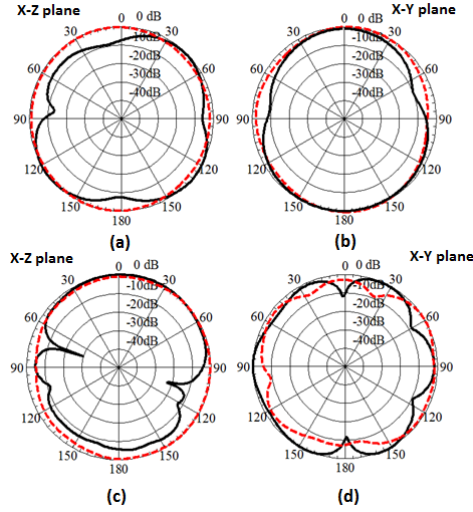 X-Z plane
X-Y plane
0 0 dB
30 30
-10dB
60 60
-20dB
-30dB
-40dB
90 90
120 120
150 150
180
(a)
0 0 dB
30 30
-10dB
60 60
-20dB
-30dB
-40dB
90 90
120 120
150 150
180
(b)
X-Z plane
X-Y plane
0 0 dB
30 30
-10dB
60 60
-20dB
-30dB
-40dB
90 90
120 120
150 150
180
(c)
0 0 dB
30 30
-10dB
60 60
-20dB
-30dB
-40dB
90 90
120 120
150 150
180
(d)